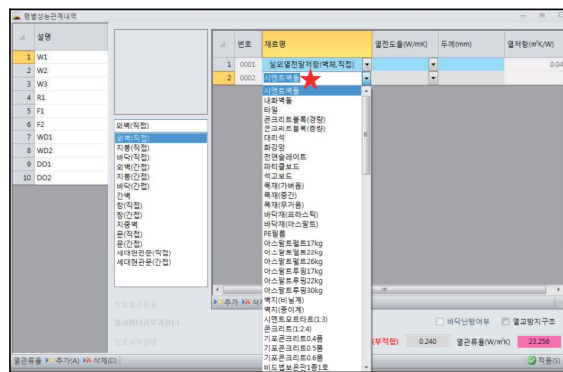 형별성능관계내역
설명
1 W1
2 W2
3 W3
4 R1
5 F1
6 F2
7 WD1
8 WD2
9 DO1
10 DO2
외벽(직접)
외벽(직접)
지붕(직접)
바닥(직접)
외벽(간접)
지붕(간접)
바닥(간접)
간벽
창(직접)
창(간접)
지중벽
문(직접)
문(간접)
세대현관문(직접)
세대현관문(간접)
번호 재료명 열전도율(W/mK) 두께(mm) 열저항(m²K/W)
1 0001 실외열전달저항(벽체,직접) 0.04
2 0002 시멘트벽돌
시멘트벽돌
내화벽돌
타일
콘크리트블록(경량)
콘크리트블록(중량)
대리석
화강암
천연슬레이트
파티클보드
석고보드
목재(가벼움)
목재(중간)
목재(무거움)
바닥재(프라스틱)
바닥재(아스팔트)
PE필름
아스팔트펠트17kg
아스팔트펠트22kg
아스팔트펠트26kg
아스팔트루핑17kg
아스팔트루핑22kg
아스팔트루핑30kg
벽지(비닐계)
벽지(종이계)
시멘트모르타르(1:3)
콘크리트(1:2:4)
기포콘크리트0.4품
기포콘크리트0.5품
기포콘크리트0.6품
비드법보온판1종1호
추가 삭제
바닥난방여부 열교방지구조
(부적합) 0.240 열관류율(W/m²K) 23.256
열관류율 추가(A) 삭제(D) 적용(S)